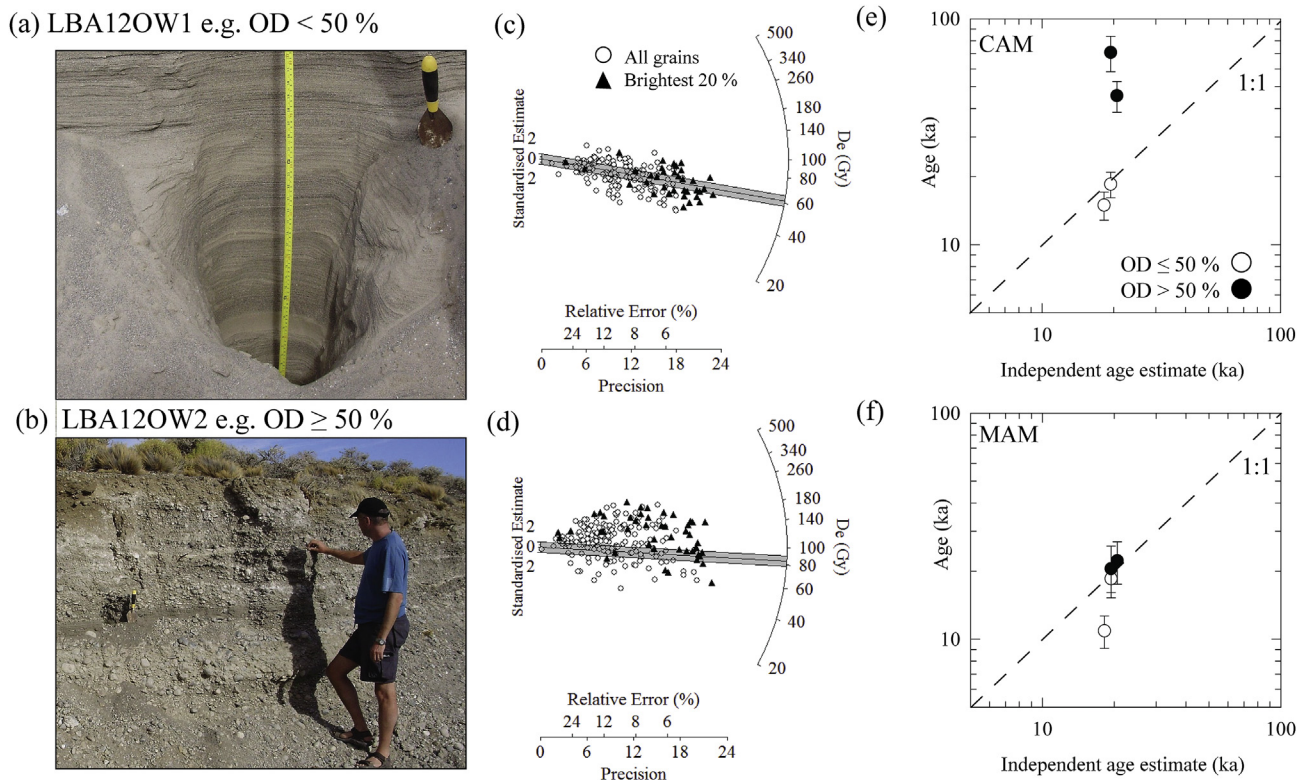 (a) LBA12OW1 e.g. OD < 50 %
(b) LBA12OW2 e.g. OD ≥ 50 %
(c)
All grains
Brightest 20 %
Standardised Estimate
2
0
2
500
340
260
180
140
100
80
60
40
20
De (Gy)
Relative Error (%)
24 12 8 6
0 6 12 18 24
Precision
(d)
Standardised Estimate
2
0
2
500
340
260
180
140
100
80
60
40
20
De (Gy)
Relative Error (%)
24 12 8 6
0 6 12 18 24
Precision
(e)
CAM
1:1
100
10
Age (ka)
OD ≤ 50 %
OD > 50 %
10 100
Independent age estimate (ka)
(f)
MAM
1:1
100
10
Age (ka)
10 100
Independent age estimate (ka)